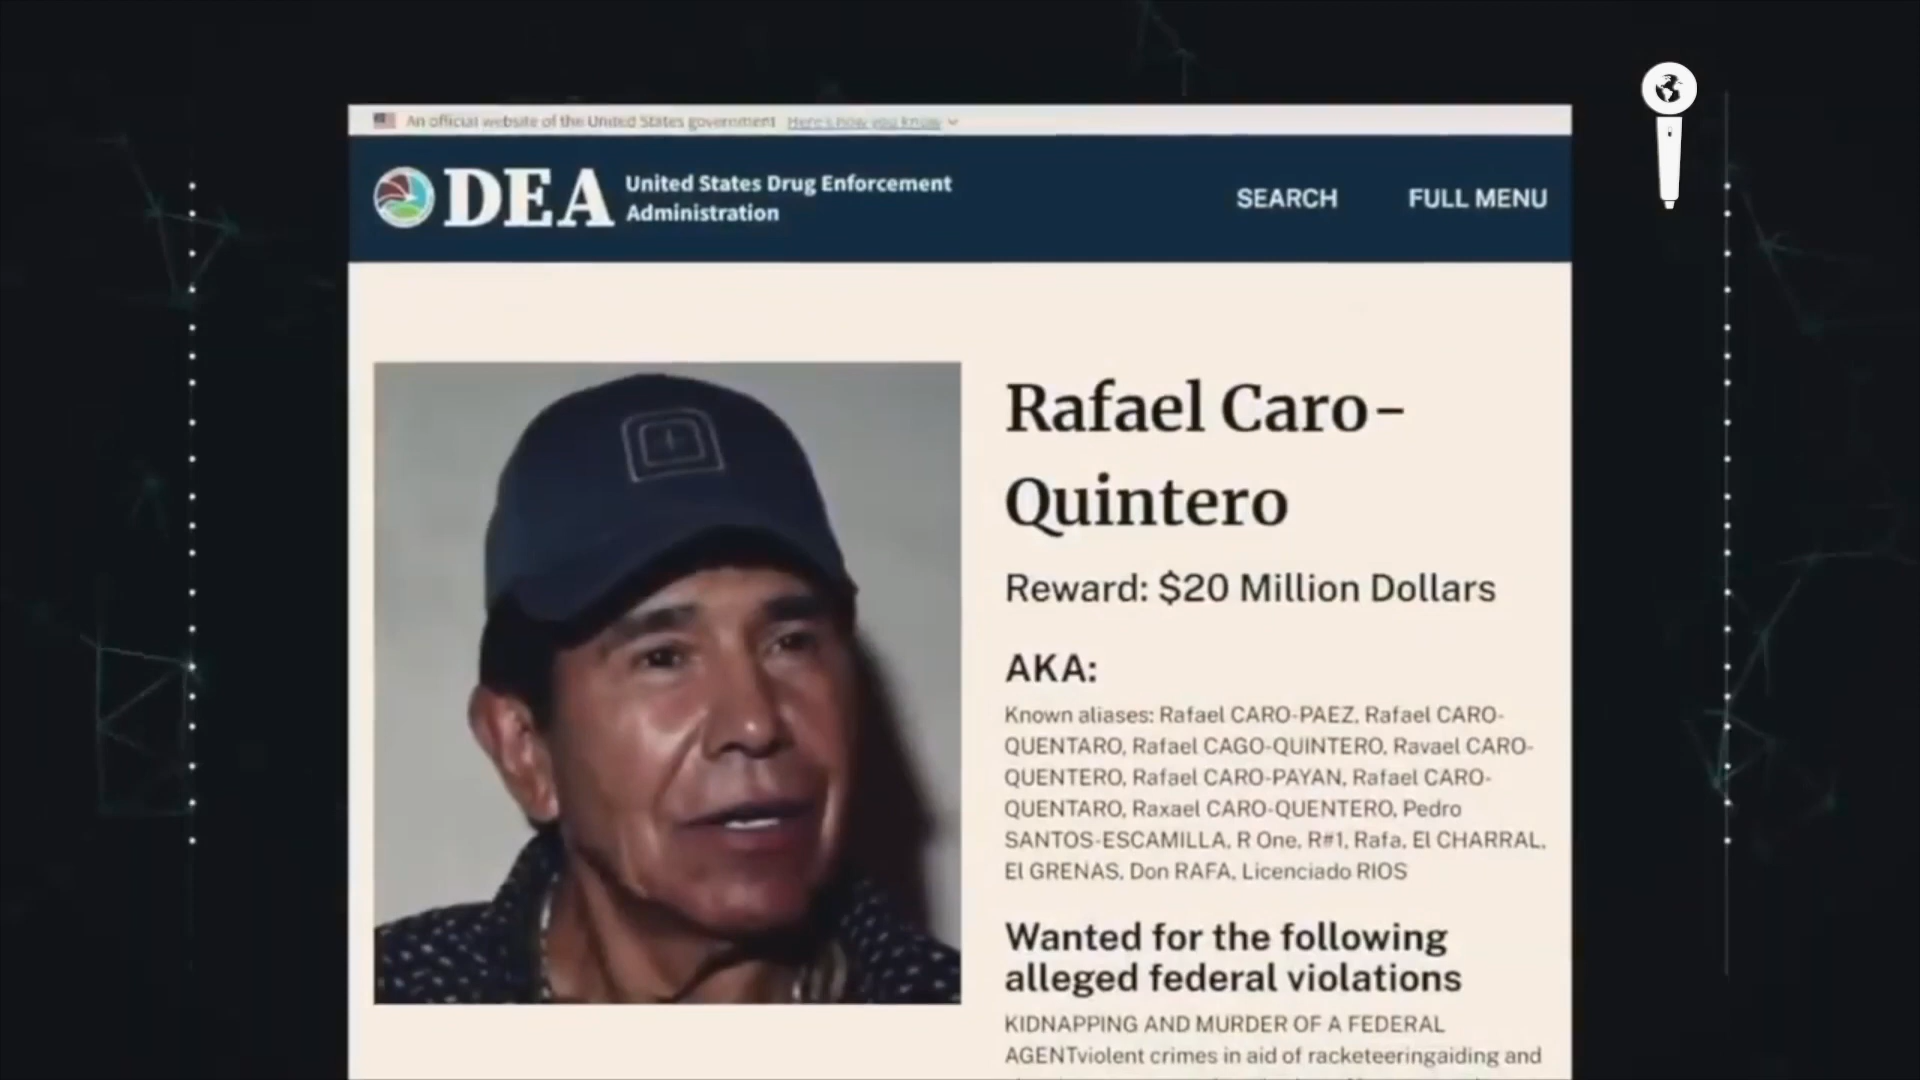 An official website of the United States government Here's how you know
DEA United States Drug Enforcement
Administration
SEARCH FULL MENU
Rafael Caro-
Quintero
Reward: $20 Million Dollars
AKA:
Known aliases: Rafael CARO-PAEZ, Rafael CARO-
QUENTARO, Rafael CAGO-QUINTERO, Ravael CARO-
QUENTERO, Rafael CARO-PAYAN, Rafael CARO-
QUENTARO, Raxael CARO-QUENTERO, Pedro
SANTOS-ESCAMILLA, R One, R#1, Rafa, El CHARRAL,
El GRENAS, Don RAFA, Licenciado RIOS
Wanted for the following
alleged federal violations
KIDNAPPING AND MURDER OF A FEDERAL
AGENTviolent crimes in aid of racketeeringaiding and